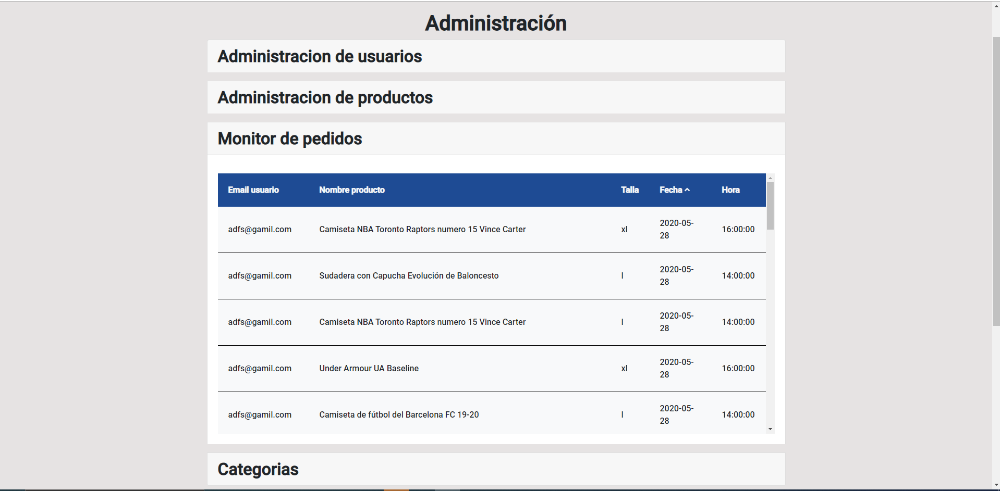 Administración
Administracion de usuarios
Administracion de productos
Monitor de pedidos
Email usuario Nombre producto Talla Fecha Hora
adfs@gamil.com Camiseta NBA Toronto Raptors numero 15 Vince Carter xl 2020-05-28 16:00:00
adfs@gamil.com Sudadera con Capucha Evolución de Baloncesto l 2020-05-28 14:00:00
adfs@gamil.com Camiseta NBA Toronto Raptors numero 15 Vince Carter l 2020-05-28 14:00:00
adfs@gamil.com Under Armour UA Baseline xl 2020-05-28 16:00:00
adfs@gamil.com Camiseta de fútbol del Barcelona FC 19-20 l 2020-05-28 14:00:00
Categorias